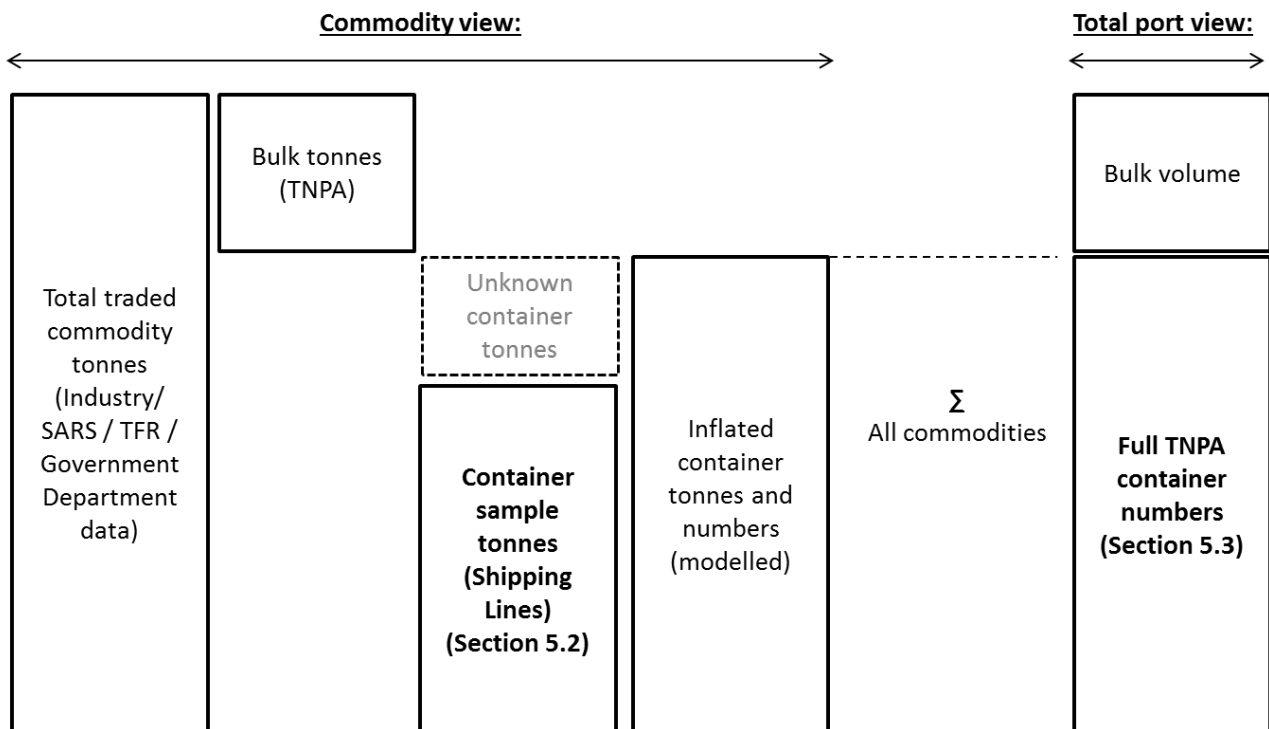 Commodity view:
Total port view:
Total traded
commodity
tonnes
(Industry/
SARS / TFR /
Government
Department
data)
Bulk tonnes
(TNPA)
Unknown
container
tonnes
Container
sample
tonnes
(Shipping
Lines)
(Section 5.2)
Inflated
container
tonnes and
numbers
(modelled)
Σ
All commodities
Bulk volume
Full TNPA
container
numbers
(Section 5.3)